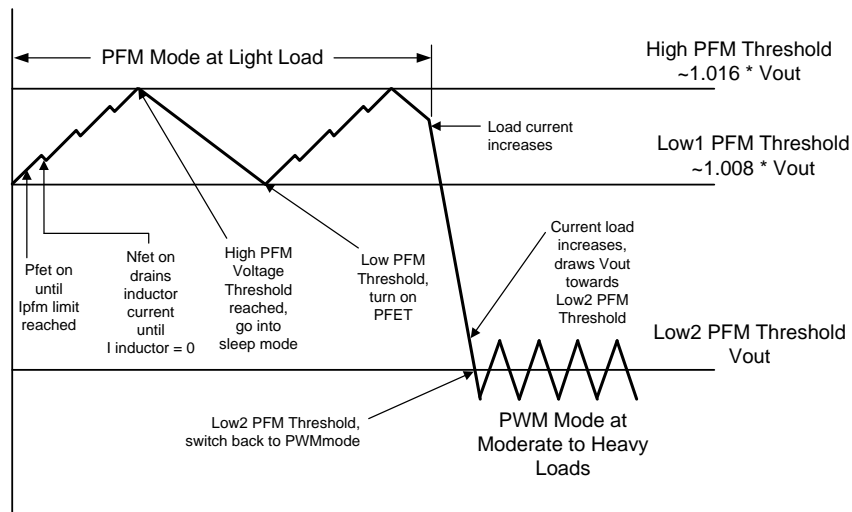 PFM Mode at Light Load
High PFM Threshold
~1.016 * Vout
Load current
increases
Low1 PFM Threshold
~1.008 * Vout
Pfet on
until
Ipfm limit
reached
Nfet on
drains
inductor
current
until
I inductor = 0
High PFM
Voltage
Threshold
reached,
go into
sleep mode
Low PFM
Threshold,
turn on
PFET
Current load
increases,
draws Vout
towards
Low2 PFM
Threshold
Low2 PFM Threshold
Vout
Low2 PFM Threshold,
switch back to PWMmode
PWM Mode at
Moderate to Heavy
Loads